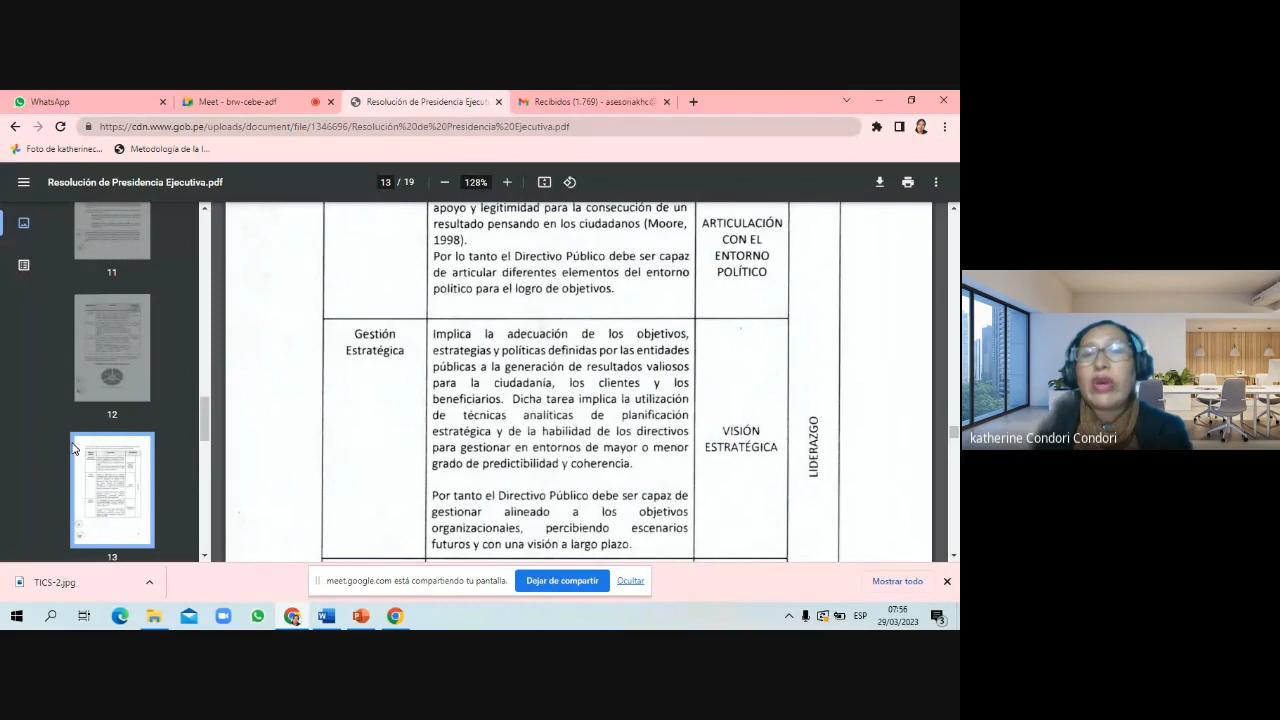 WhatsApp
Meet - brw-cebe-adf
Resolución de Presidencia Ejecut
Recibidos (1.769) - asesoriakhc@
https://cdn.www.gob.pe/uploads/document/file/1346696/Resolución%20de%20Presidencia%20Ejecutiva.pdf
Foto de katherinec...
Metodología de la I...
Resolución de Presidencia Ejecutiva.pdf
13 / 19
128%
11
12
13
apoyo y legitimidad para la consecución de un
resultado pensando en los ciudadanos (Moore,
1998).
Por lo tanto el Directivo Público debe ser capaz
de articular diferentes elementos del entorno
político para el logro de objetivos.
ARTICULACIÓN
CON EL
ENTORNO
POLÍTICO
Gestión
Estratégica
Implica la adecuación de los objetivos,
estrategias y políticas definidas por las entidades
públicas a la generación de resultados valiosos
para la ciudadanía, los clientes y los
beneficiarios. Dicha tarea implica la utilización
de técnicas analíticas de planificación
estratégica y de la habilidad de los directivos
para gestionar en entornos de mayor o menor
grado de predictibilidad y coherencia.
Por tanto el Directivo Público debe ser capaz de
gestionar alineado a los objetivos
organizacionales, percibiendo escenarios
futuros y con una visión a largo plazo.
VISIÓN
ESTRATÉGICA
LIDERAZGO
katherine Condori Condori
TICS-2.jpg
meet.google.com está compartiendo tu pantalla.
Dejar de compartir
Ocultar
Mostrar todo
ESP
07:56
29/03/2023
3